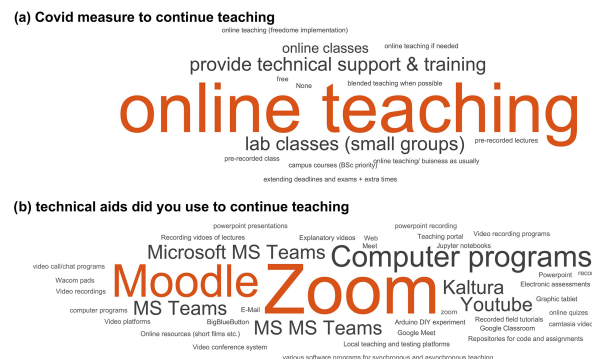 (a) Covid measure to continue teaching
online teaching (freedome implementation)
online classes
online teaching if needed
provide technical support & training
free
None
blended teaching when possible
online teaching
lab classes (small groups)
pre-recorded lectures
pre-recorded class
campus courses (BSc priority)
online teaching/ buisness as usually
extending deadlines and exams + extra times
(b) technical aids did you use to continue teaching
powerpoint presentations
powerpoint recording
Recording vidoes of lectures
Explanatory videos
Web
Meet
Teaching portal
Video recording programs
Microsoft MS Teams
Jupyter notebooks
Computer programs
video call/chat programs
Moodle
Zoom
Powerpoint
Wacom pads
Kaltura
Electronic assessments
Video recordings
MS Teams
E-Mail
zoom
Youtube
Graphic tablet
computer programs
online quizes
Video platforms
BigBlueButton
MS MS Teams
Arduino DIY experiment
Recorded field tutorials
camtasia video
Online resources (short films etc.)
Google Meet
Google Classroom
Repositories for code and assignments
Video conference system
Local teaching and testing platforms
various software programs for synchronous and asynchronous teaching